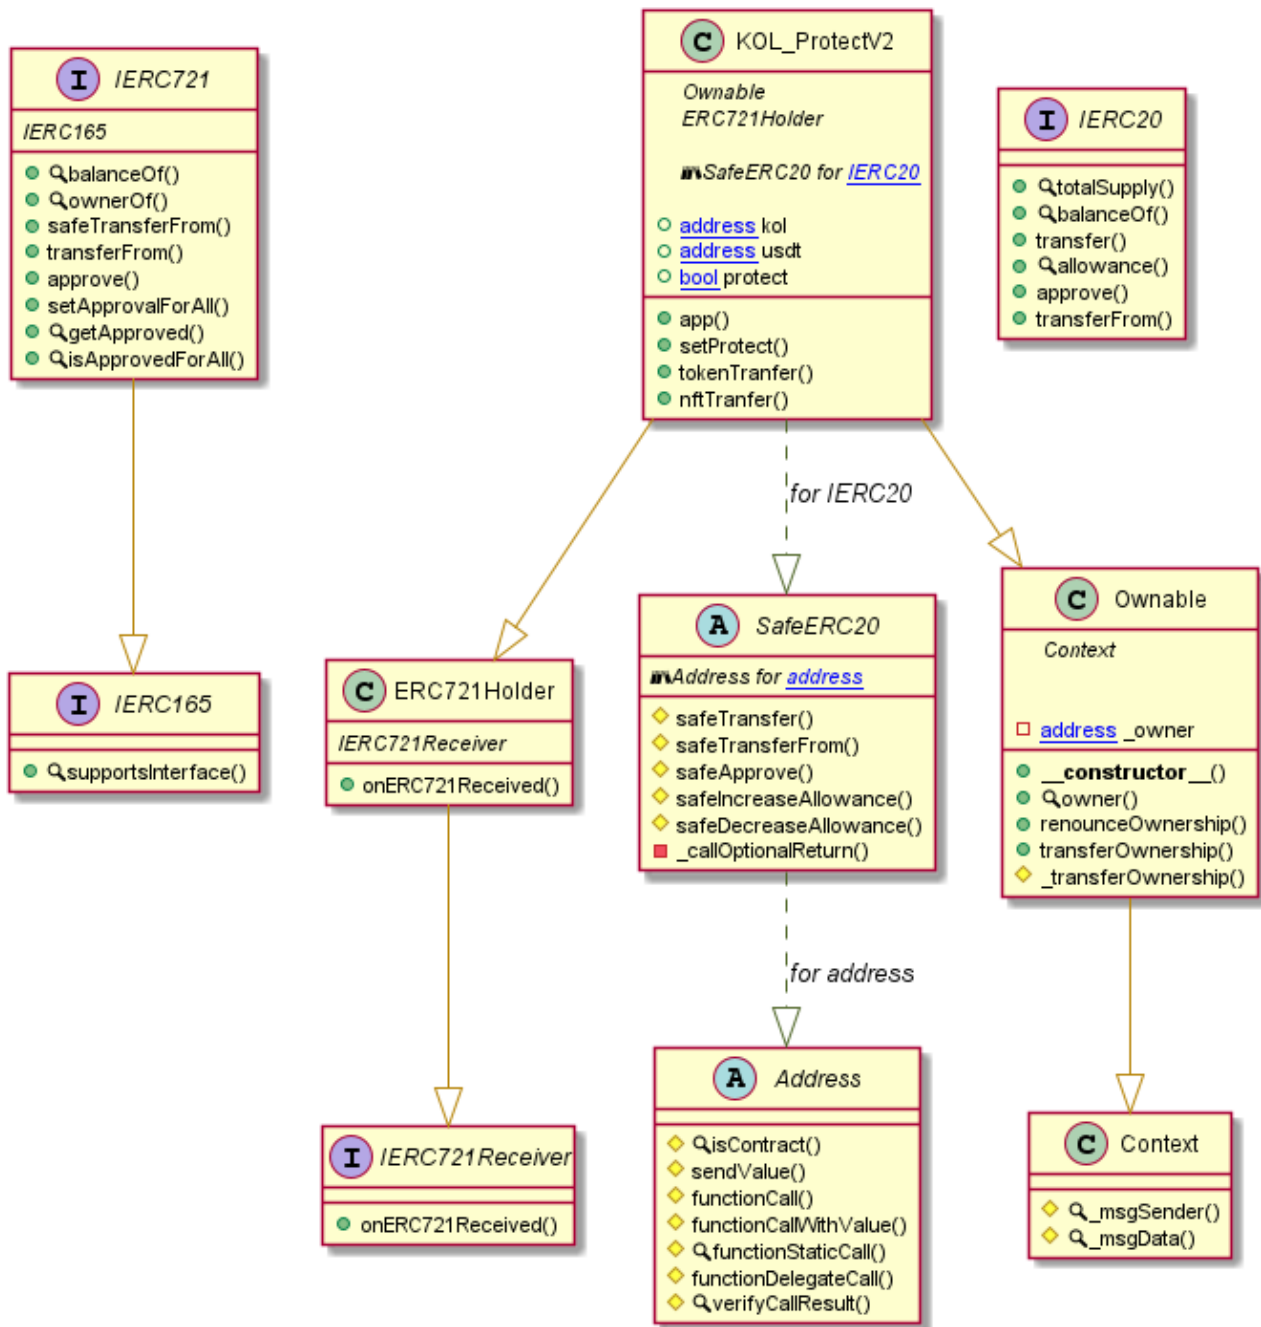 I IERC721
IERC165
balanceOf()
ownerOf()
safeTransferFrom()
transferFrom()
approve()
setApprovalForAll()
getApproved()
isApprovedForAll()
C KOL_ProtectV2
Ownable
ERC721Holder
SafeERC20 for IERC20
address kol
address usdt
bool protect
app()
setProtect()
tokenTranfer()
nftTranfer()
I IERC20
totalSupply()
balanceOf()
transfer()
allowance()
approve()
transferFrom()
for IERC20
I IERC165
supportsInterface()
C ERC721Holder
IERC721Receiver
onERC721Received()
A SafeERC20
Address for address
safeTransfer()
safeTransferFrom()
safeApprove()
safeIncreaseAllowance()
safeDecreaseAllowance()
_callOptionalReturn()
C Ownable
Context
address _owner
__constructor__()
owner()
renounceOwnership()
transferOwnership()
_transferOwnership()
for address
I IERC721Receiver
onERC721Received()
A Address
isContract()
sendValue()
functionCall()
functionCallWithValue()
functionStaticCall()
functionDelegateCall()
verifyCallResult()
C Context
_msgSender()
_msgData()